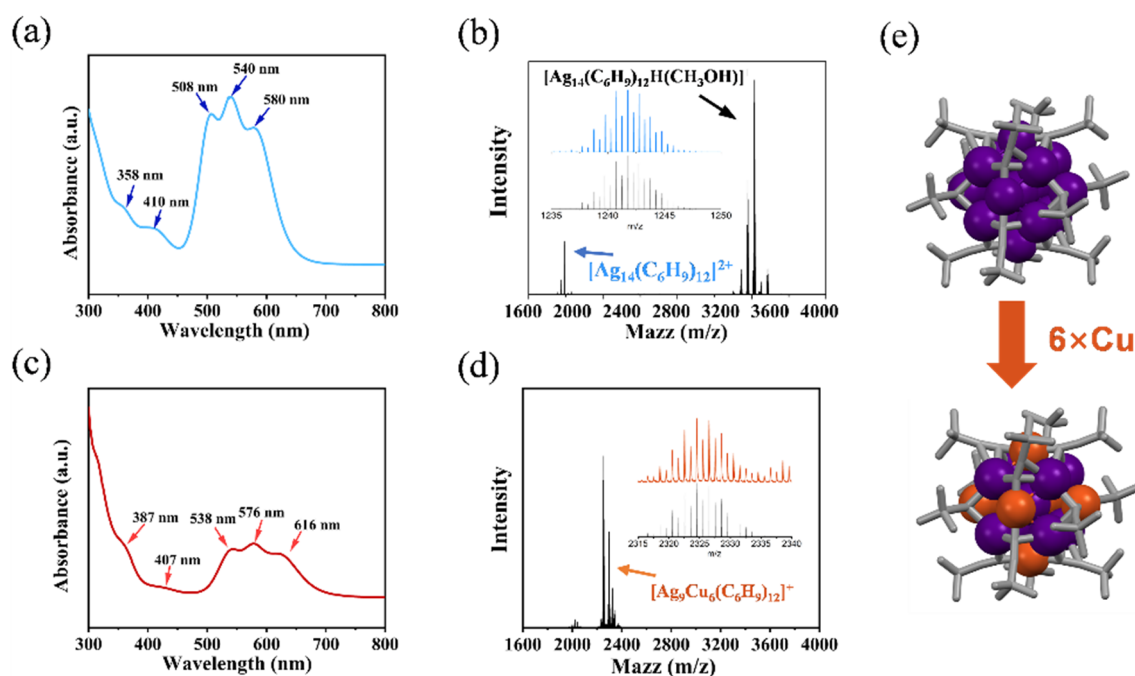 (a)
Absorbance (a.u.)
358 nm
410 nm
508 nm
540 nm
580 nm
300 400 500 600 700 800
Wavelength (nm)
(b)
Intensity
[Ag₁₄(C₆H₉)₁₂H(CH₃OH)]
1235 1240 1245 1250
m/z
[Ag₁₄(C₆H₉)₁₂]²⁺
1600 2000 2400 2800 3200 3600 4000
Mazz (m/z)
(c)
Absorbance (a.u.)
387 nm
407 nm
538 nm
576 nm
616 nm
300 400 500 600 700 800
Wavelength (nm)
(d)
Intensity
2315 2320 2325 2330 2335 2340
m/z
[Ag₉Cu₆(C₆H₉)₁₂]⁺
1600 2000 2400 2800 3200 3600 4000
Mazz (m/z)
(e)
6×Cu